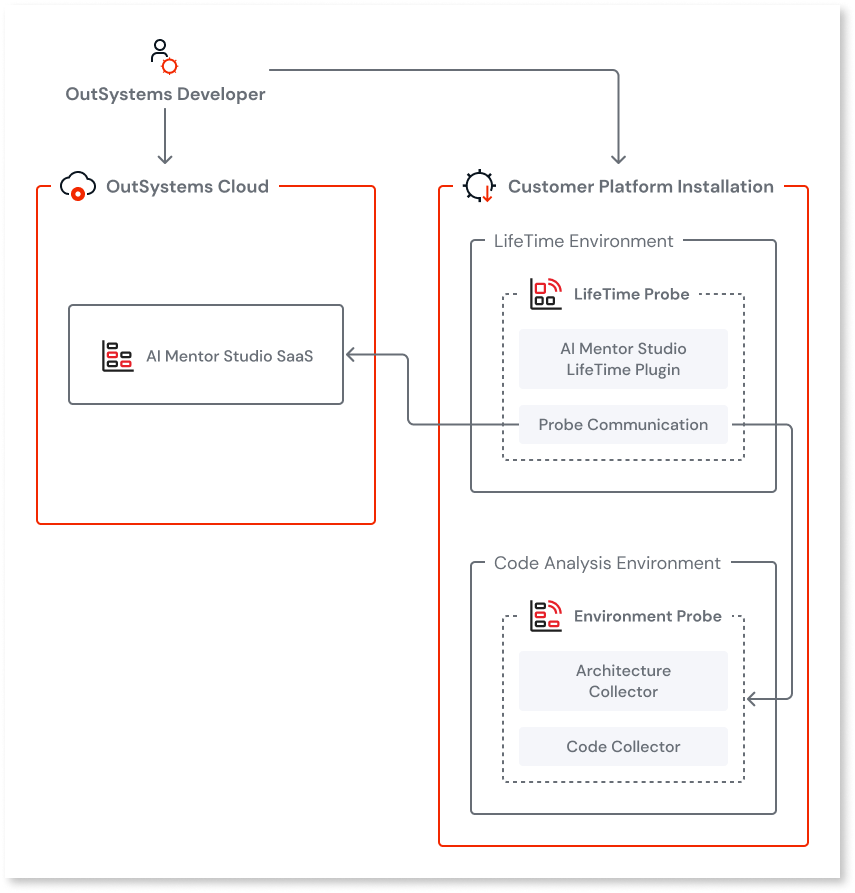 OutSystems Developer
OutSystems Cloud
AI Mentor Studio SaaS
Customer Platform Installation
LifeTime Environment
LifeTime Probe
AI Mentor Studio
LifeTime Plugin
Probe Communication
Code Analysis Environment
Environment Probe
Architecture
Collector
Code Collector